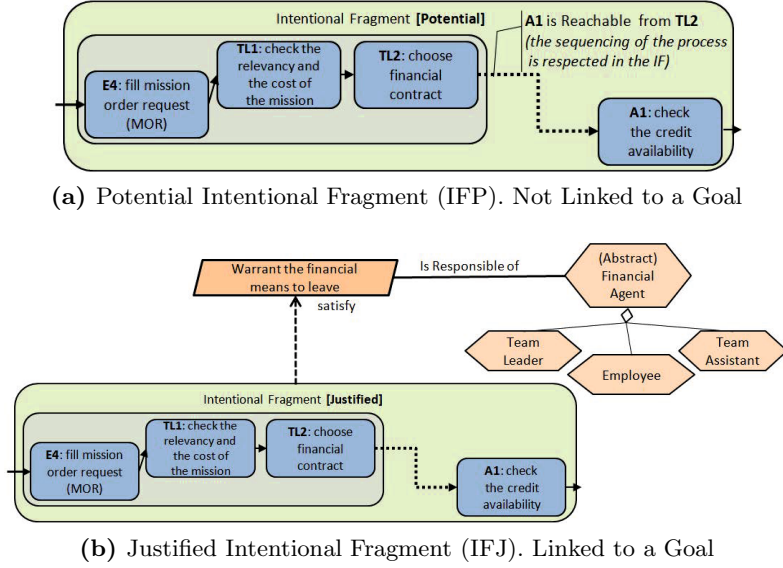 Intentional Fragment [Potential]
A1 is Reachable from TL2
(the sequencing of the process
is respected in the IF)
E4: fill mission
order request
(MOR)
TL1: check the
relevancy and
the cost of
the mission
TL2: choose
financial
contract
A1: check
the credit
availability
(a) Potential Intentional Fragment (IFP). Not Linked to a Goal
Warrant the financial
means to leave
Is Responsible of
(Abstract)
Financial
Agent
satisfy
Team
Leader
Employee
Team
Assistant
Intentional Fragment [Justified]
E4: fill mission
order request
(MOR)
TL1: check the
relevancy and
the cost of
the mission
TL2: choose
financial
contract
A1: check
the credit
availability
(b) Justified Intentional Fragment (IFJ). Linked to a Goal